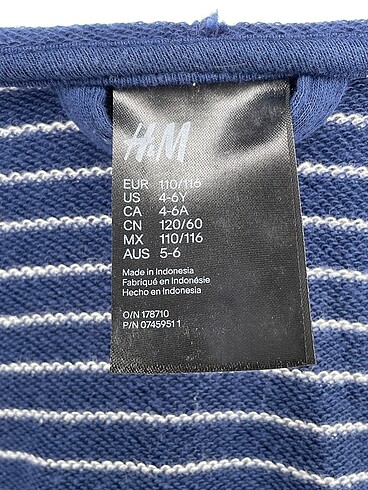 H&M
EUR 110/116
US 4-6Y
CA 4-6A
CN 120/60
MX 110/116
AUS 5-6
Made in Indonesia
Fabriqué en Indonésie
Hecho en Indonesia
O/N 178710
P/N 07459511